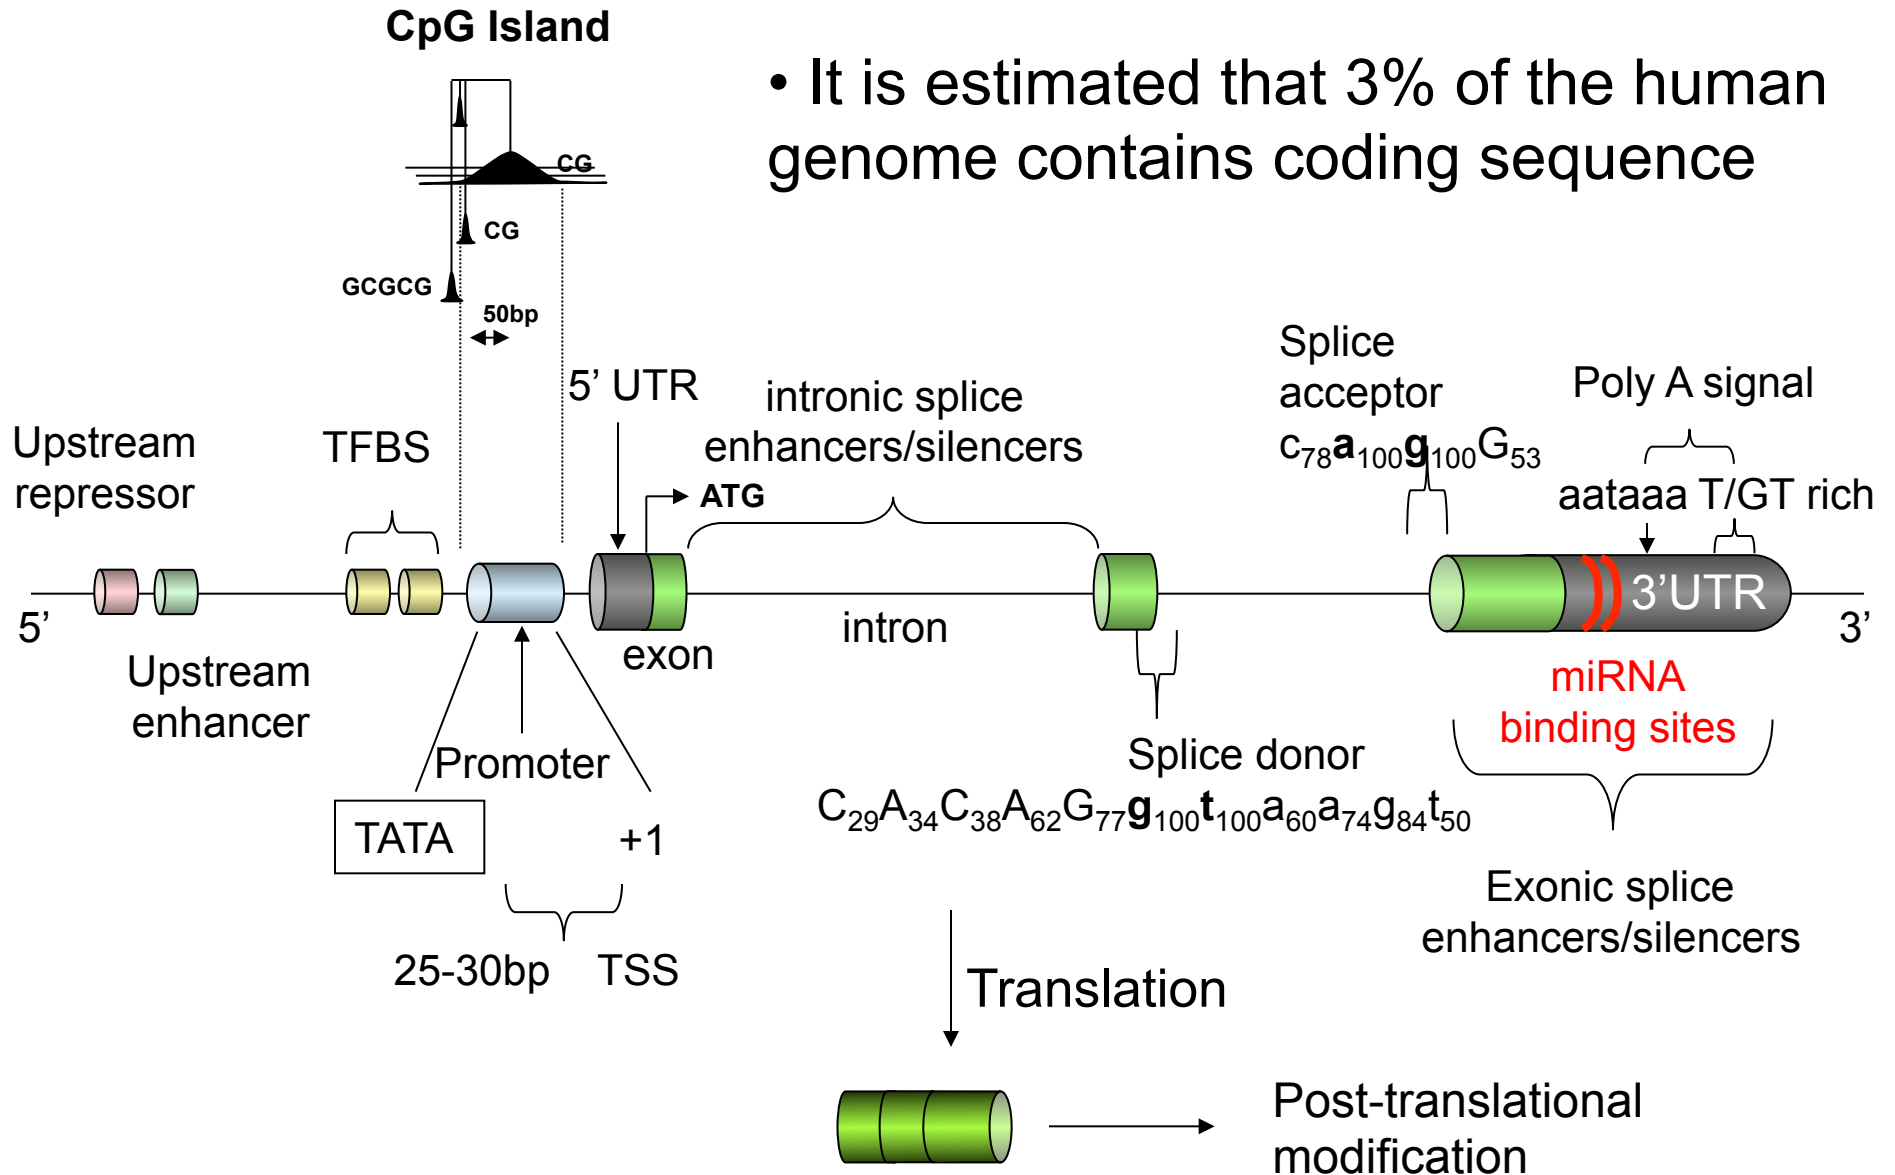 CpG Island
• It is estimated that 3% of the human
genome contains coding sequence
CG
CG
GCGCG
50bp
5’ UTR
intronic splice
enhancers/silencers
Splice
acceptor
c78a100g100G53
Poly A signal
aataaa T/GT rich
Upstream
repressor
TFBS
ATG
5’
3’UTR
3’
exon
intron
Upstream
enhancer
Promoter
miRNA
binding sites
Splice donor
C29A34C38A62G77g100t100a60a74g84t50
TATA
+1
Exonic splice
enhancers/silencers
25-30bp
TSS
Translation
Post-translational
modification